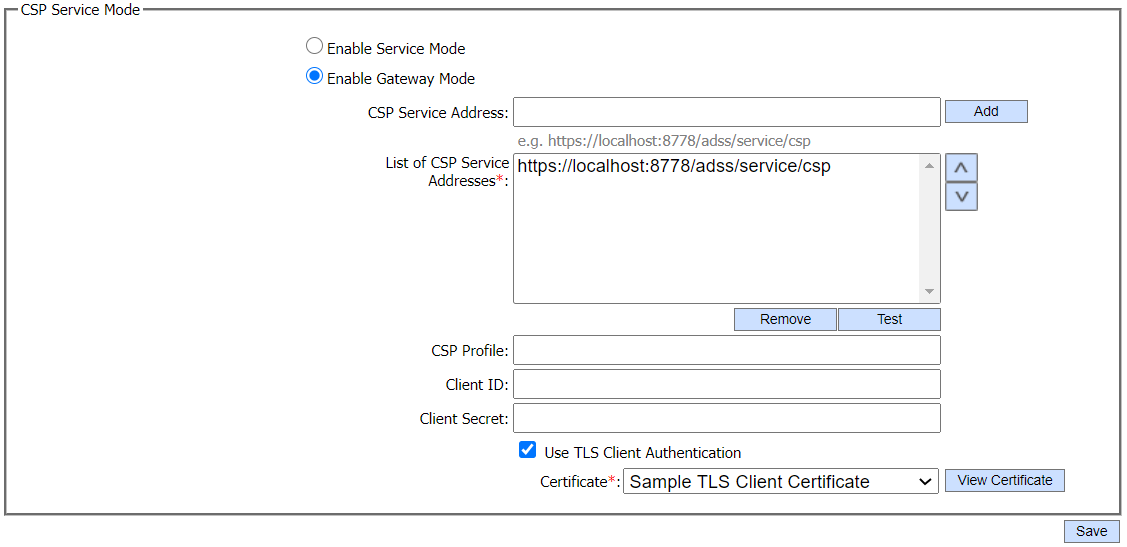 CSP Service Mode
Enable Service Mode
Enable Gateway Mode
CSP Service Address:
Add
e.g. https://localhost:8778/adss/service/csp
List of CSP Service
Addresses*:
https://localhost:8778/adss/service/csp
Remove
Test
CSP Profile:
Client ID:
Client Secret:
Use TLS Client Authentication
Certificate*:
Sample TLS Client Certificate
View Certificate
Save